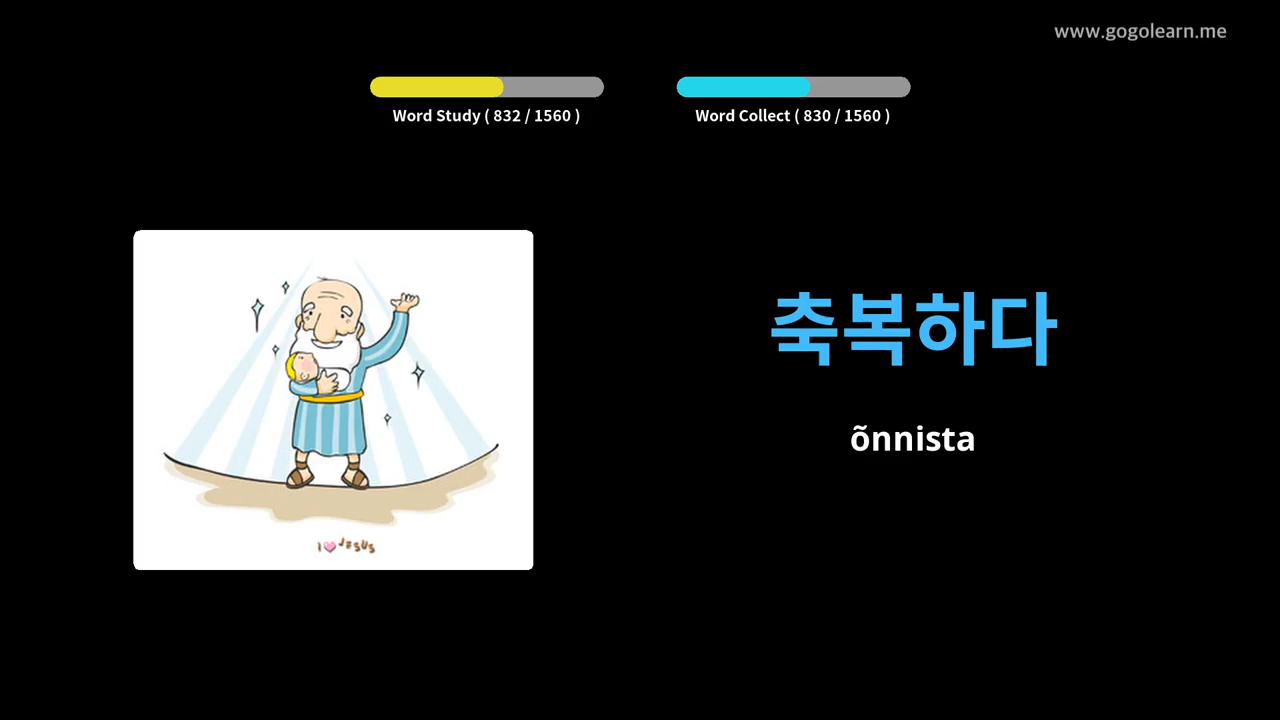 www.gogolearn.me
Word Study ( 832 / 1560 )
Word Collect ( 830 / 1560 )
축복하다
õnnista
I ♥ JESUS